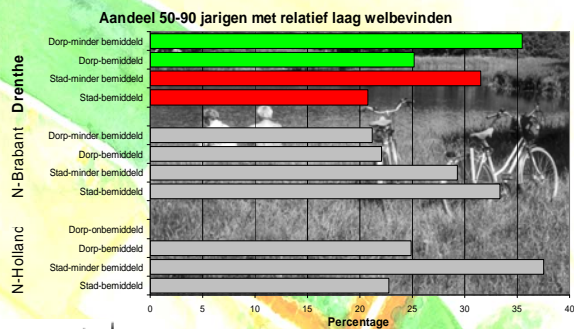 Aandeel 50-90 jarigen met relatief laag welbevinden
Drenthe
Dorp-minder bemiddeld
Dorp-bemiddeld
Stad-minder bemiddeld
Stad-bemiddeld
N-Brabant
Dorp-minder bemiddeld
Dorp-bemiddeld
Stad-minder bemiddeld
Stad-bemiddeld
N-Holland
Dorp-onbemiddeld
Dorp-bemiddeld
Stad-minder bemiddeld
Stad-bemiddeld
0 5 10 15 20 25 30 35 40
Percentage